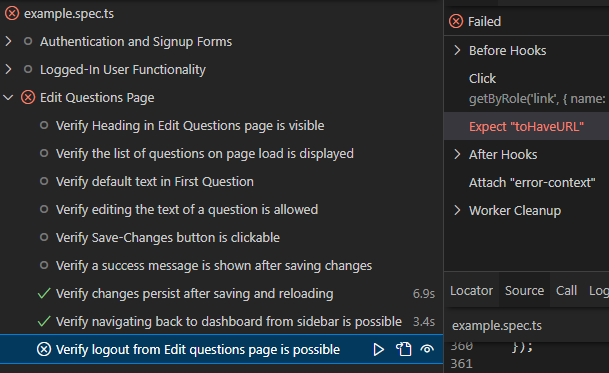 example.spec.ts
Authentication and Signup Forms
Logged-In User Functionality
Edit Questions Page
Verify Heading in Edit Questions page is visible
Verify the list of questions on page load is displayed
Verify default text in First Question
Verify editing the text of a question is allowed
Verify Save-Changes button is clickable
Verify a success message is shown after saving changes
Verify changes persist after saving and reloading 6.9s
Verify navigating back to dashboard from sidebar is possible 3.4s
Verify logout from Edit questions page is possible
Failed
Before Hooks
Click
getByRole('link', { name:
Expect "toHaveURL"
After Hooks
Attach "error-context"
Worker Cleanup
Locator Source Call Log
example.spec.ts
360 });
361